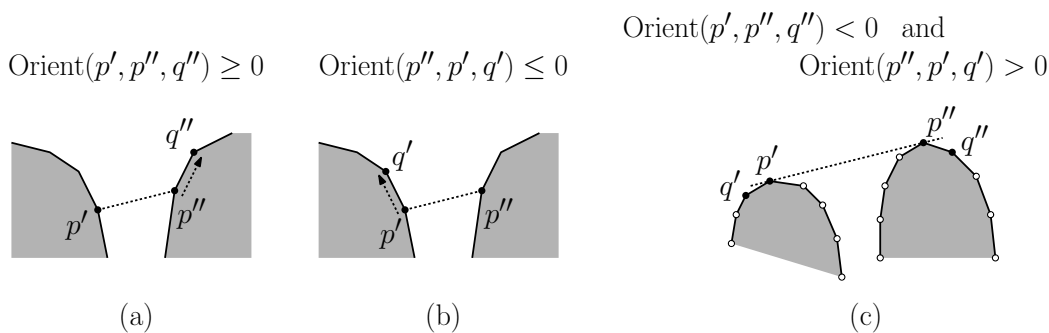 Orient(p′, p″, q″) < 0 and
Orient(p″, p′, q′) > 0
Orient(p′, p″, q″) ≥ 0
Orient(p″, p′, q′) ≤ 0
q″
p′
p″
(a)
q′
p′
p″
(b)
p″
q″
p′
q′
(c)